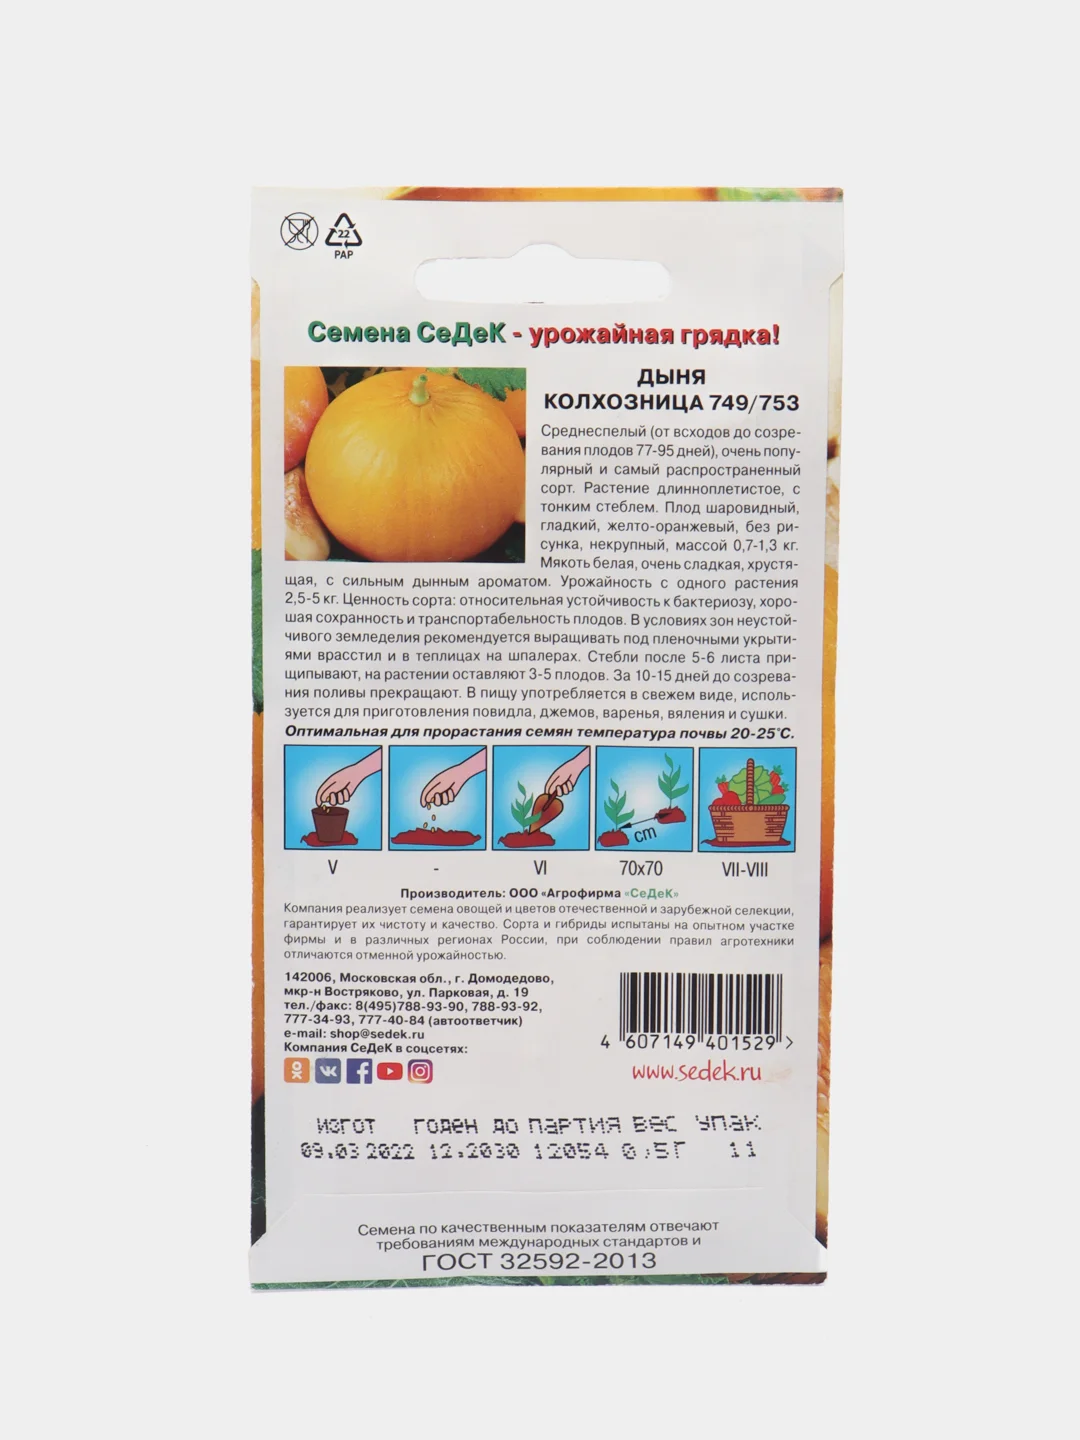 22
PAP
Семена СеДеК - урожайная грядка!
ДЫНЯ
КОЛХОЗНИЦА 749/753
Среднеспелый (от всходов до созре-
вания плодов 77-95 дней), очень попу-
лярный и самый распространенный
сорт. Растение длинноплетистое, с
тонким стеблем. Плод шаровидный,
гладкий, желто-оранжевый, без ри-
сунка, некрупный, массой 0,7-1,3 кг.
Мякоть белая, очень сладкая, хрустя-
щая, с сильным дынным ароматом. Урожайность с одного растения
2,5-5 кг. Ценность сорта: относительная устойчивость к бактериозу, хоро-
шая сохранность и транспортабельность плодов. В условиях зон неустой-
чивого земледелия рекомендуется выращивать под пленочными укрыти-
ями врасстил и в теплицах на шпалерах. Стебли после 5-6 листа при-
щипывают, на растении оставляют 3-5 плодов. За 10-15 дней до созрева-
ния поливы прекращают. В пищу употребляется в свежем виде, исполь-
зуется для приготовления повидла, джемов, варенья, вяления и сушки.
Оптимальная для прорастания семян температура почвы 20-25°С.
cm
V - VI 70x70 VII-VIII
Производитель: ООО «Агрофирма «СеДеК»
Компания реализует семена овощей и цветов отечественной и зарубежной селекции,
гарантирует их чистоту и качество. Сорта и гибриды испытаны на опытном участке
фирмы и в различных регионах России, при соблюдении правил агротехники
отличаются отменной урожайностью.
142006, Московская обл., г. Домодедово,
мкр-н Востряково, ул. Парковая, д. 19
тел./факс: 8(495)788-93-90, 788-93-92,
777-34-93, 777-40-84 (автоответчик)
e-mail: shop@sedek.ru
Компания СеДеК в соцсетях:
4 607149 401529 >
www.sedek.ru
ИЗГОТ ГОДЕН ДО ПАРТИЯ ВЕС УПАК
09.03.2022 12.2030 12054 0,5Г 11
Семена по качественным показателям отвечают
требованиям международных стандартов и
ГОСТ 32592-2013